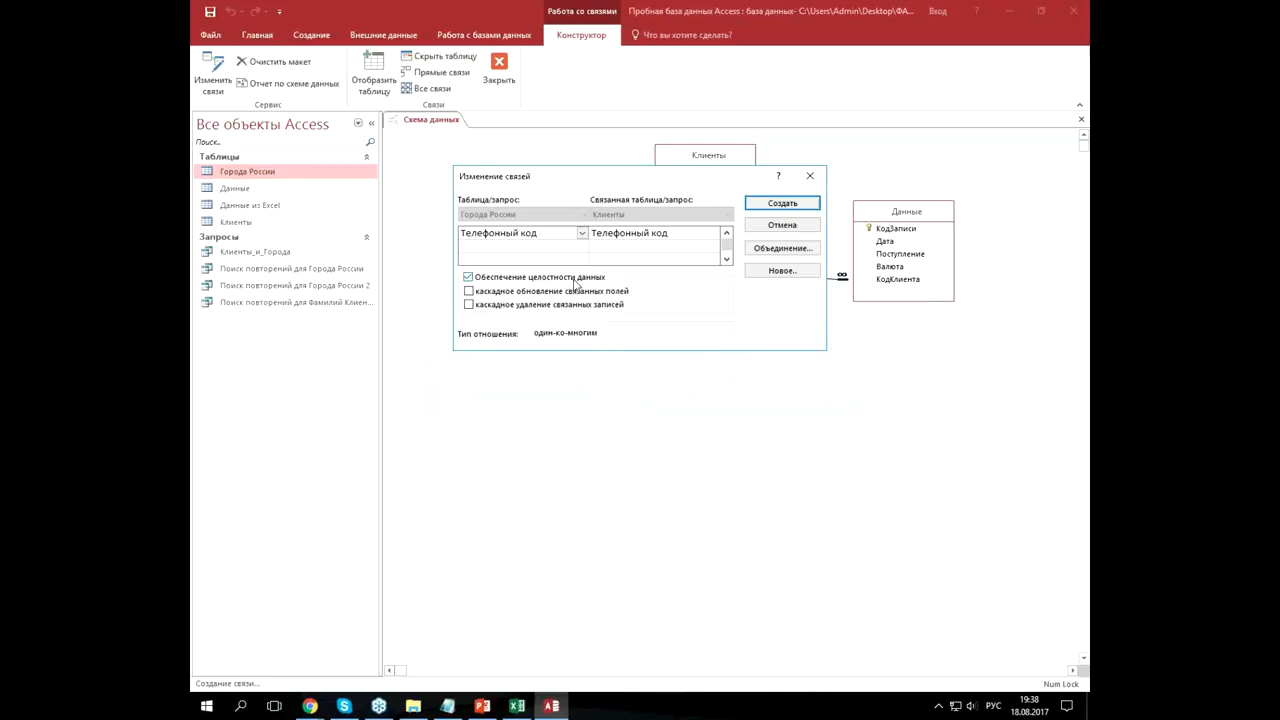 Работа со связями
Пробная база данных Access : база данных- C:\Users\Admin\Desktop\ФА...
Вход
?
Файл
Главная
Создание
Внешние данные
Работа с базами данных
Конструктор
Что вы хотите сделать?
Изменить связи
Очистить макет
Отчет по схеме данных
Сервис
Отобразить таблицу
Скрыть таблицу
Прямые связи
Все связи
Связи
Закрыть
Все объекты Access
Поиск..
Таблицы
Города России
Данные
Данные из Excel
Клиенты
Запросы
Клиенты_и_Города
Поиск повторений для Города России
Поиск повторений для Города России 2
Поиск повторений для Фамилий Клиен...
Схема данных
Клиенты
Изменение связей
?
Таблица/запрос:
Связанная таблица/запрос:
Города России
Клиенты
Телефонный код
Телефонный код
Обеспечение целостности данных
каскадное обновление связанных полей
каскадное удаление связанных записей
Тип отношения:
один-ко-многим
Создать
Отмена
Объединение...
Новое..
∞
Данные
КодЗаписи
Дата
Поступление
Валюта
КодКлиента
Создание связи...
Num Lock
РУС
19:38
18.08.2017